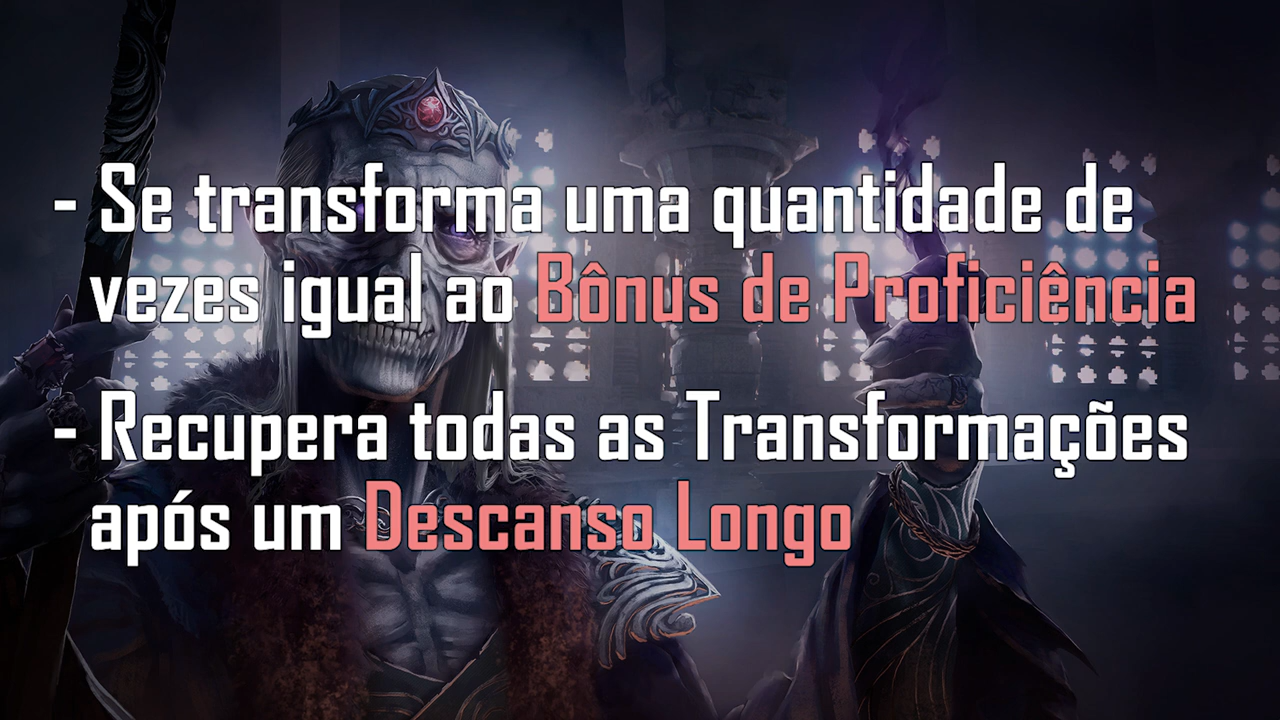 - Se transforma uma quantidade de
vezes igual ao Bônus de Proficiência
- Recupera todas as Transformações
após um Descanso Longo